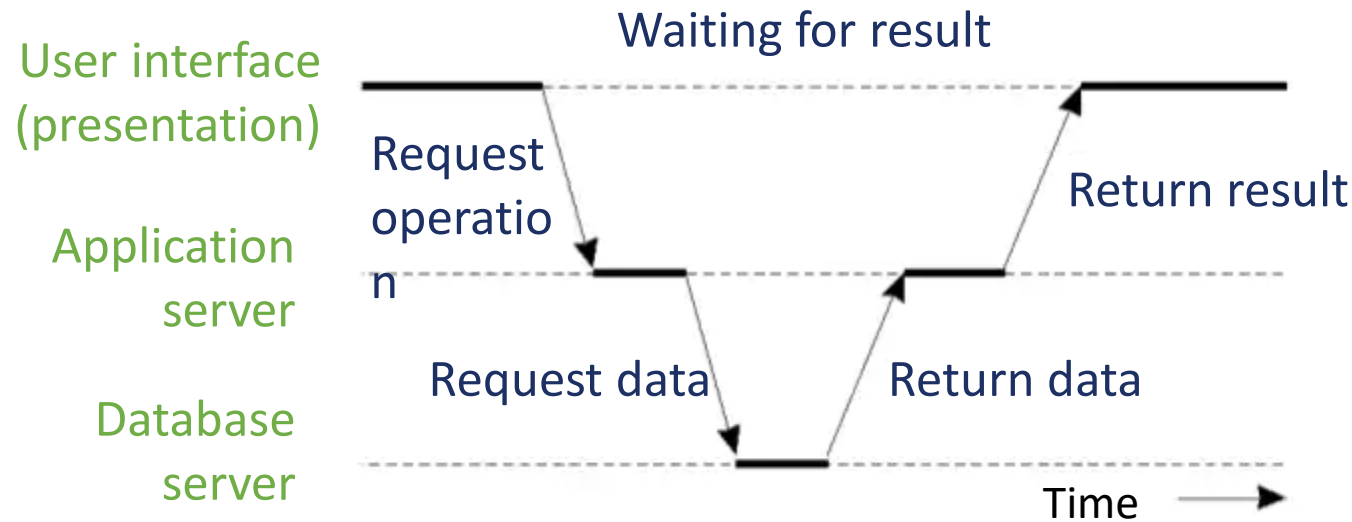 Waiting for result
User interface
(presentation)
Request
operatio
n
Return result
Application
server
Request data
Return data
Database
server
Time